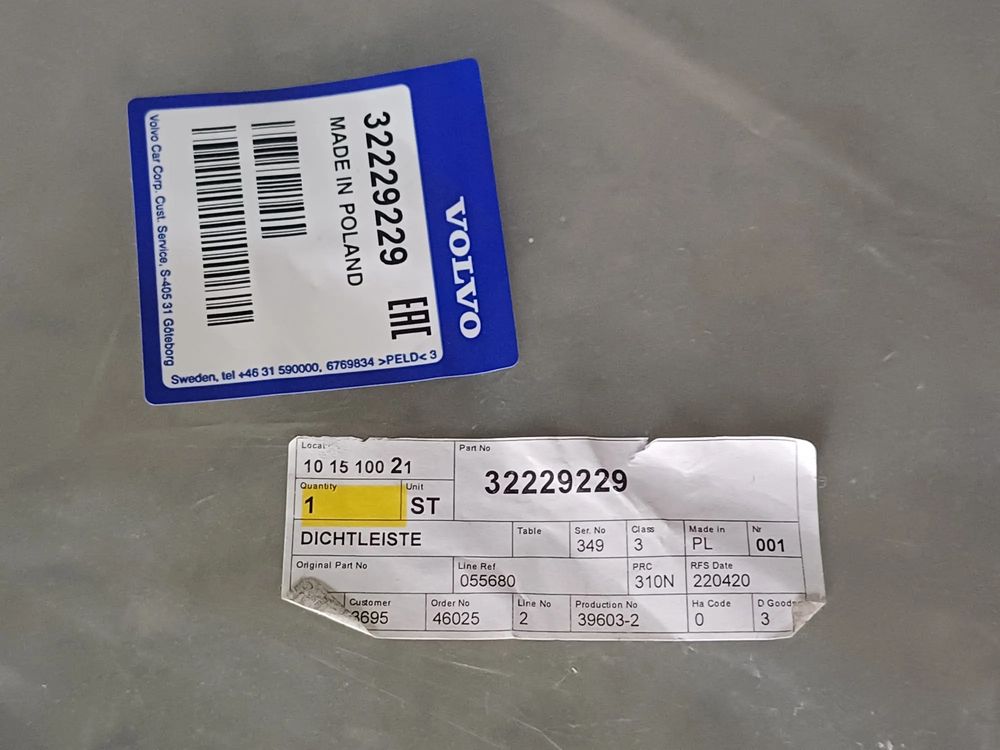 VOLVO
32229229
MADE IN POLAND
EAC
Volvo Car Corp. Cust. Service, S-405 31 Göteborg
Sweden, tel +46 31 590000, 6769834 >PELD< 3
Part No
10 15 100 21
32229229
Quantity
Unit
1
ST
DICHTLEISTE
Table
Ser. No
349
Class
3
Made in
PL
Nr
001
Original Part No
Line Ref
055680
PRC
310N
RFS Date
220420
Customer
3695
Order No
46025
Line No
2
Production No
39603-2
Ha Code
0
D Goods
3